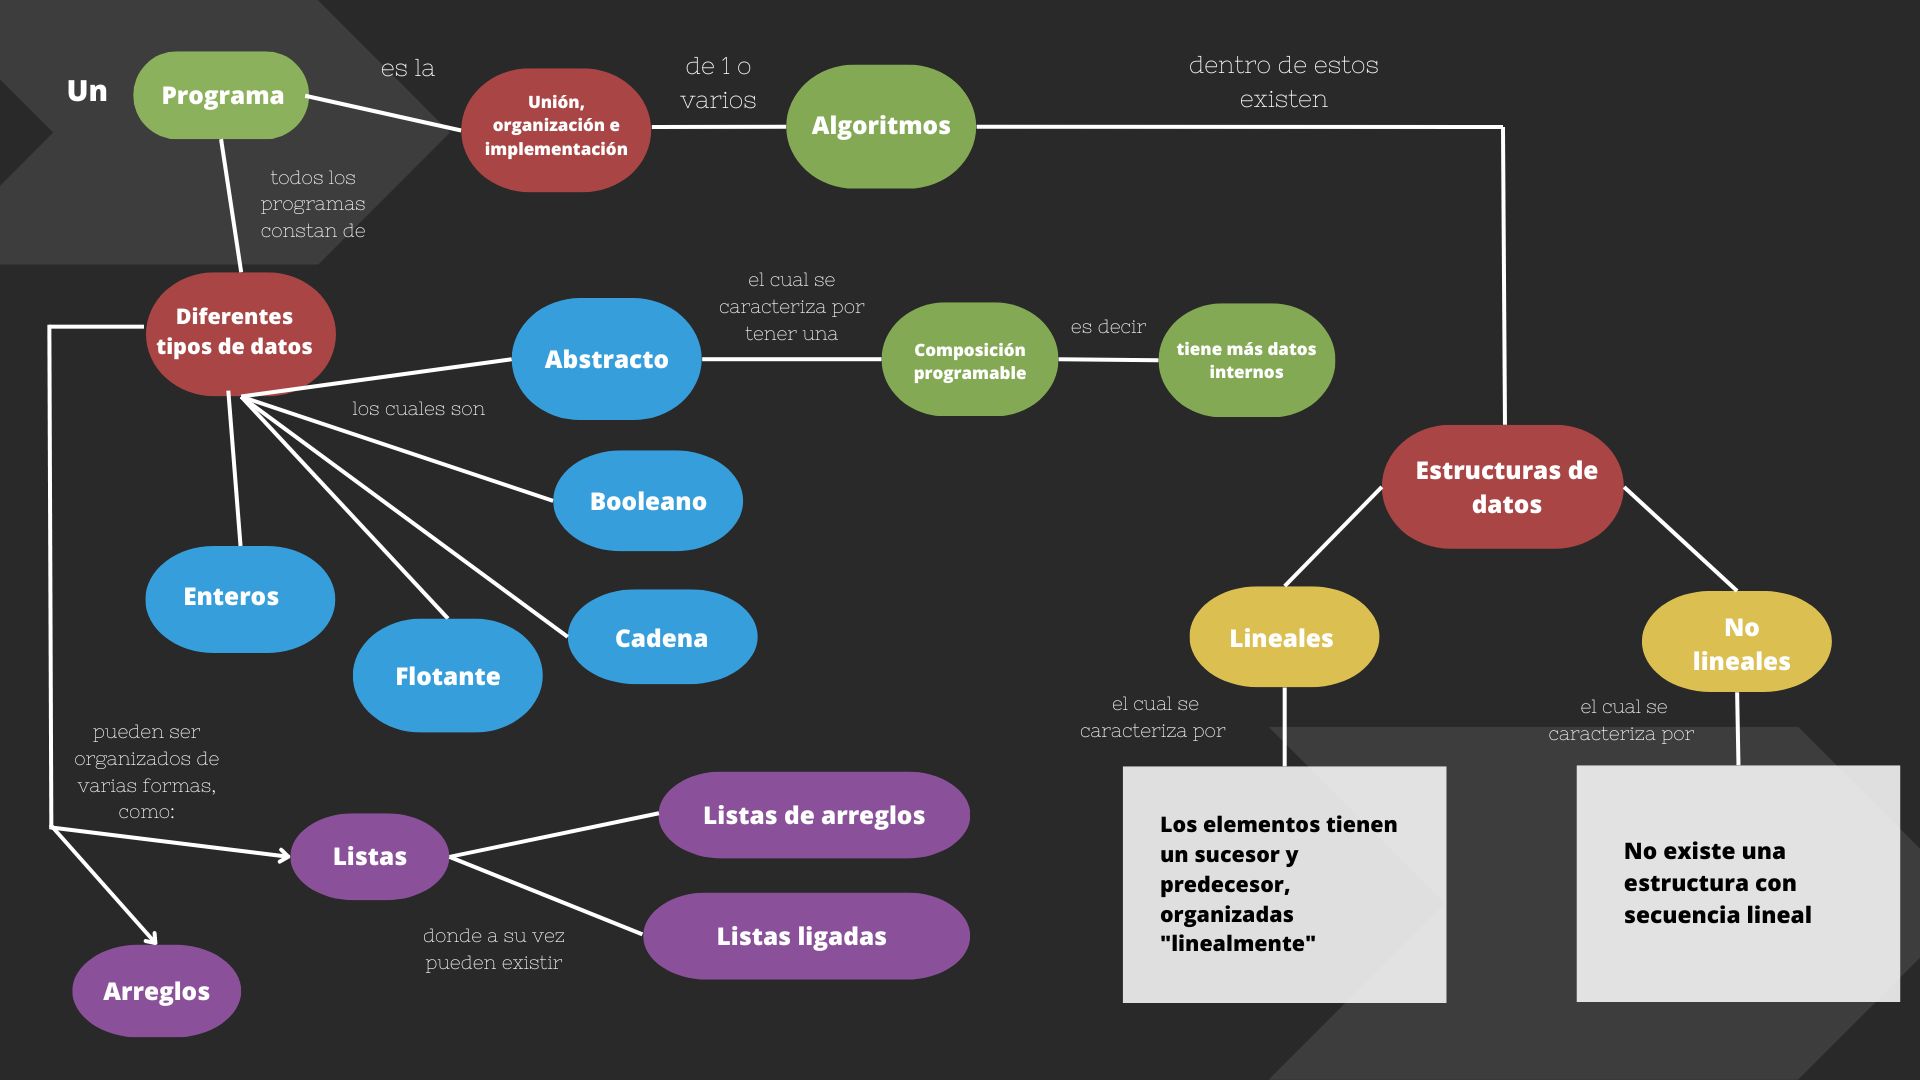 Un
Programa
es la
Unión,
organización e
implementación
de 1 o
varios
Algoritmos
dentro de estos
existen
todos los
programas
constan de
Diferentes
tipos de datos
los cuales son
Abstracto
el cual se
caracteriza por
tener una
Composición
programable
es decir
tiene más datos
internos
Booleano
Enteros
Flotante
Cadena
Estructuras de
datos
Lineales
No
lineales
el cual se
caracteriza por
el cual se
caracteriza por
Los elementos tienen
un sucesor y
predecesor,
organizadas
"linealmente"
No existe una
estructura con
secuencia lineal
pueden ser
organizados de
varias formas,
como:
Listas
Listas de arreglos
donde a su vez
pueden existir
Listas ligadas
Arreglos